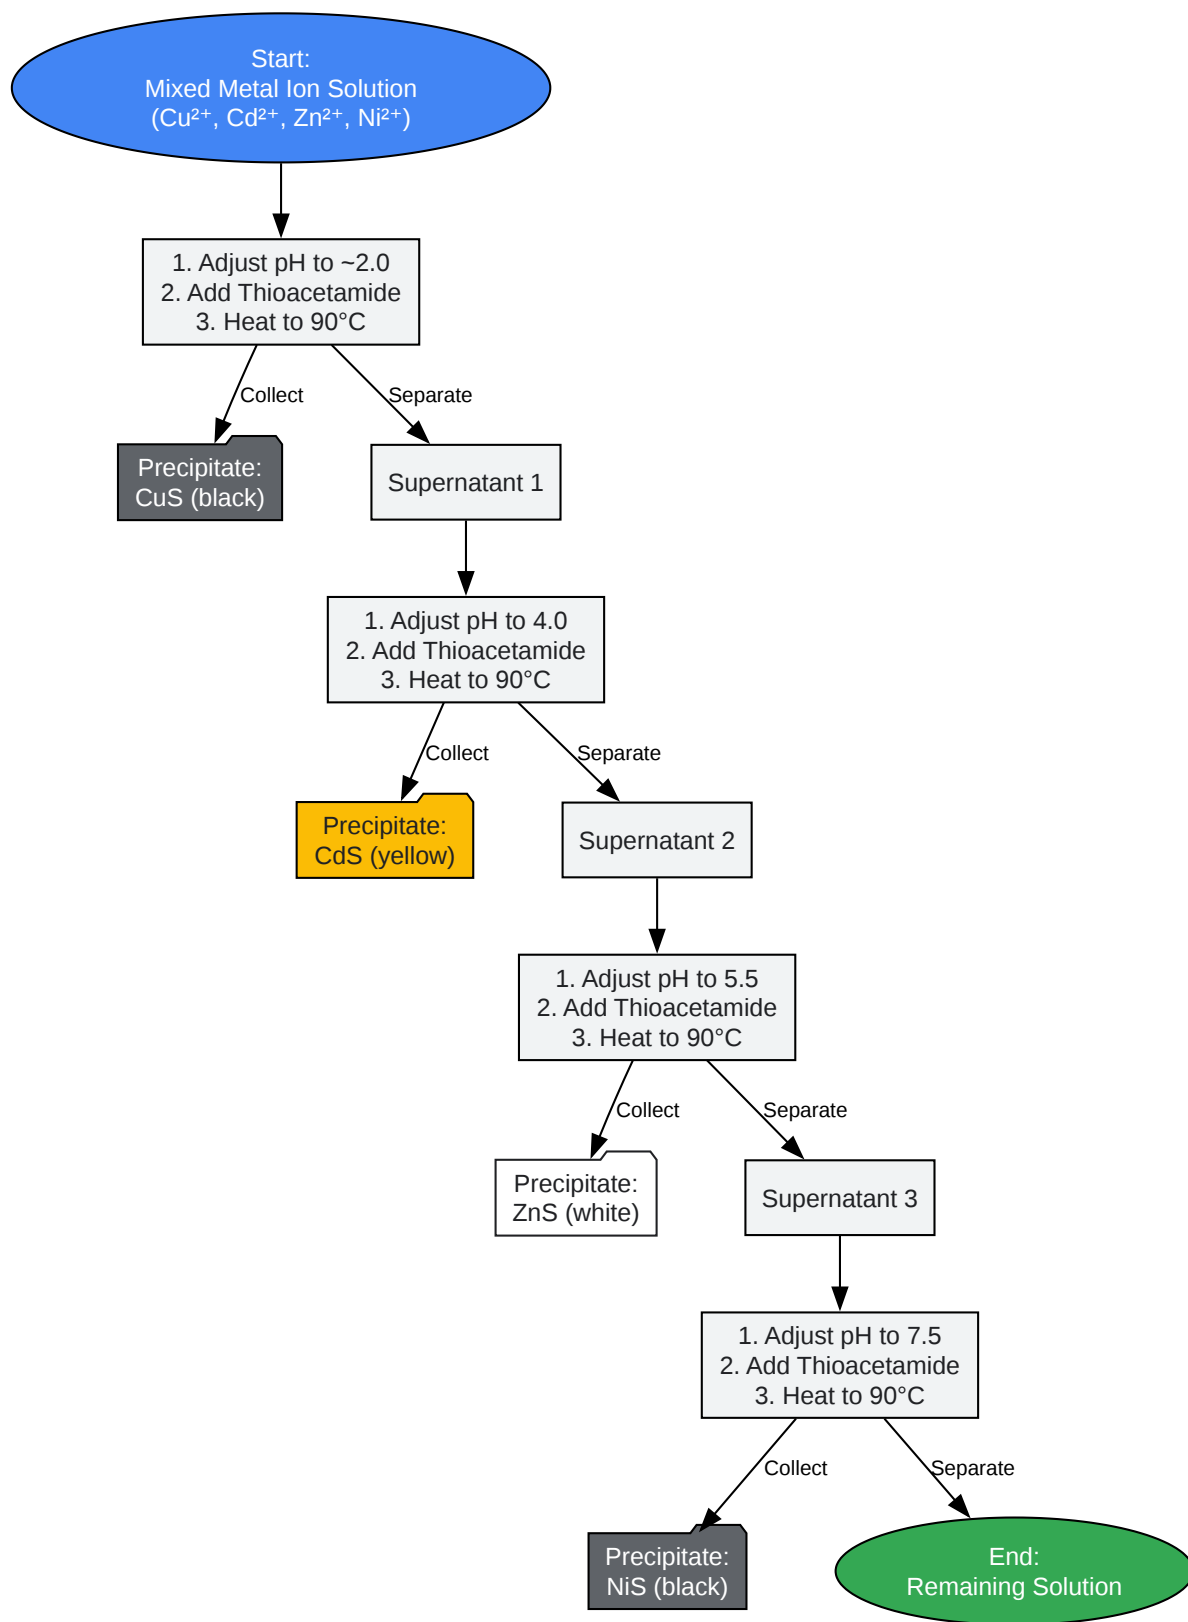 Start:
Mixed Metal Ion Solution
(Cu²⁺, Cd²⁺, Zn²⁺, Ni²⁺)
1. Adjust pH to ~2.0
2. Add Thioacetamide
3. Heat to 90°C
Collect
Separate
Precipitate:
CuS (black)
Supernatant 1
1. Adjust pH to 4.0
2. Add Thioacetamide
3. Heat to 90°C
Collect
Separate
Precipitate:
CdS (yellow)
Supernatant 2
1. Adjust pH to 5.5
2. Add Thioacetamide
3. Heat to 90°C
Collect
Separate
Precipitate:
ZnS (white)
Supernatant 3
1. Adjust pH to 7.5
2. Add Thioacetamide
3. Heat to 90°C
Collect
Separate
Precipitate:
NiS (black)
End:
Remaining Solution